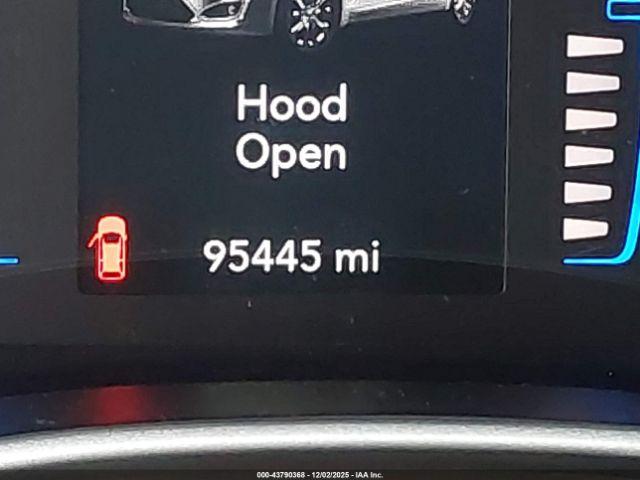 Hood
Open
95445 mi
000-43790368 - 12/02/2025 - IAA Inc.